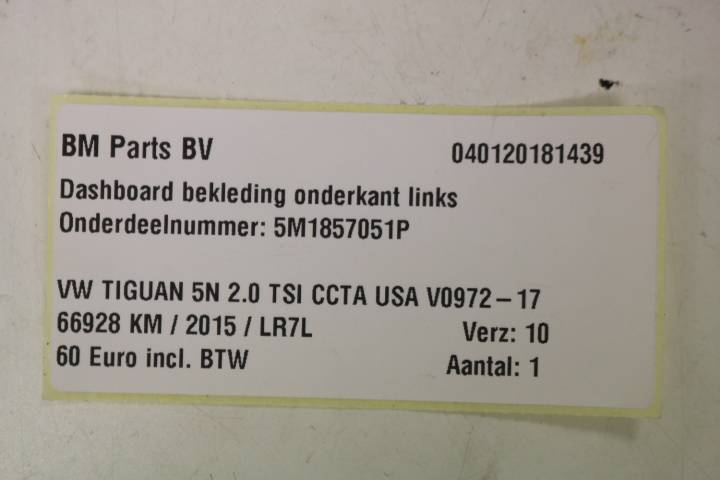 BM Parts BV 040120181439
Dashboard bekleding onderkant links
Onderdeelnummer: 5M1857051P
VW TIGUAN 5N 2.0 TSI CCTA USA V0972-17
66928 KM / 2015 / LR7L Verz: 10
60 Euro incl. BTW Aantal: 1